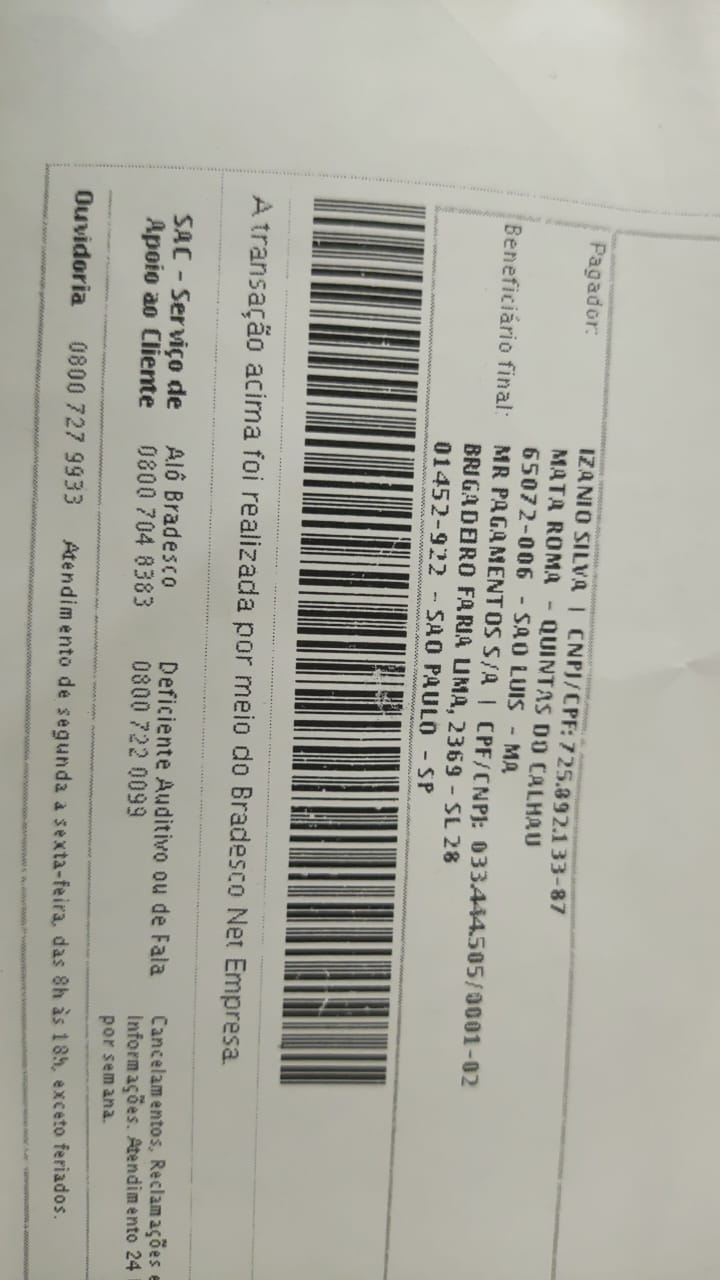 Pagador:
IZANIO SILVA | CNPJ/CPF: 725.892.133-87
MATA ROMA - QUINTAS DO CALHAU
65072-006 - SAO LUIS - MA
Beneficiário final:
MR PAGAMENTOS S/A | CPF/CNPJ: 033.444.505/0001-02
BRIGADEIRO FARIA LIMA, 2369 - SL 28
01452-922 - SAO PAULO - SP
A transação acima foi realizada por meio do Bradesco Net Empresa
SAC - Serviço de
Apoio ao Cliente
Alô Bradesco
0800 704 8383
Deficiente Auditivo ou de Fala
0800 722 0099
Cancelamentos, Reclamações e
Informações. Atendimento 24
por semana.
Ouvidoria 0800 727 9933 Atendimento de segunda a sexta-feira, das 8h às 18h, exceto feriados.